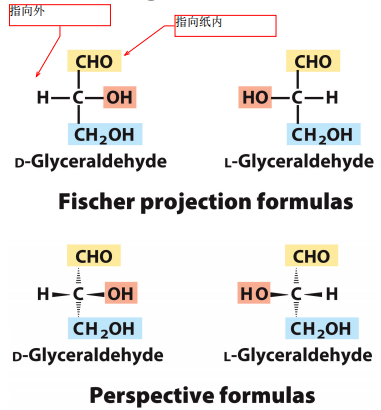 指向外
指向纸内
CHO CHO
H—C—OH HO—C—H
CH₂OH CH₂OH
D-Glyceraldehyde L-Glyceraldehyde
Fischer projection formulas
CHO CHO
H C OH HO C H
CH₂OH CH₂OH
D-Glyceraldehyde L-Glyceraldehyde
Perspective formulas